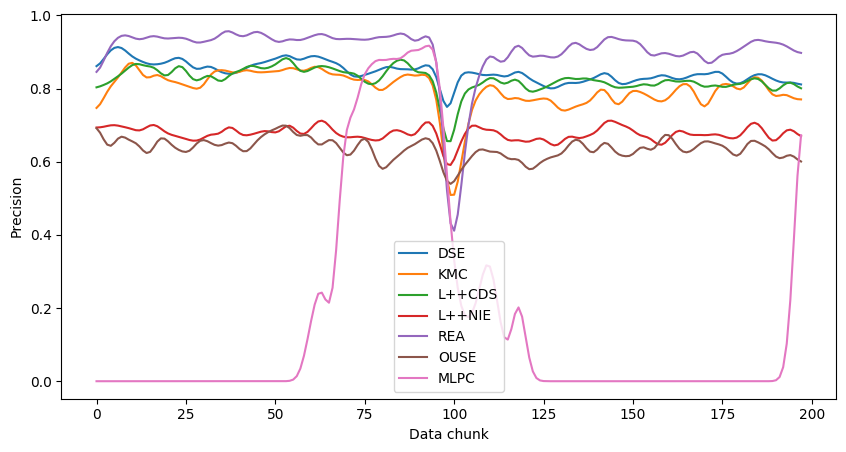 1.0
0.8
0.6
0.4
0.2
0.0
Precision
DSE
KMC
L++CDS
L++NIE
REA
OUSE
MLPC
0 25 50 75 100 125 150 175 200
Data chunk